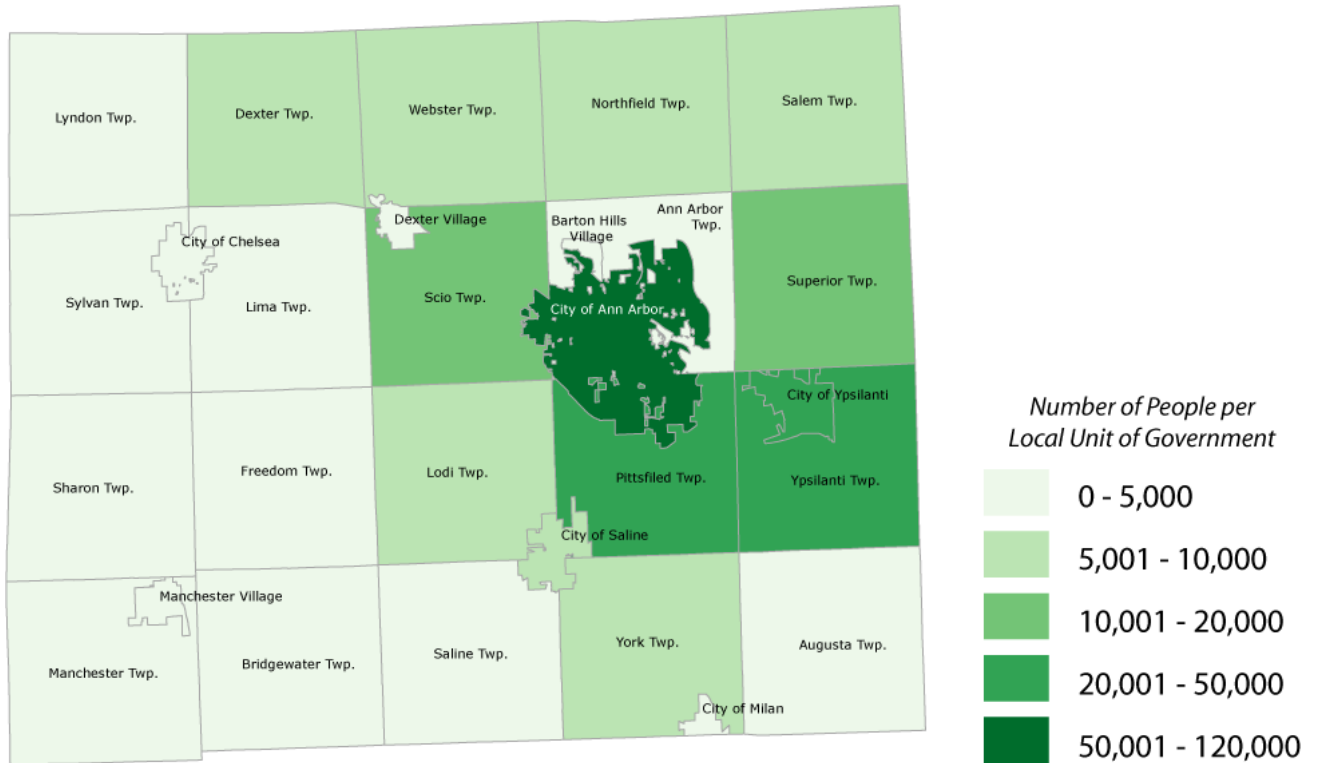 Lyndon Twp.
Dexter Twp.
Webster Twp.
Northfield Twp.
Salem Twp.
Dexter Village
Barton Hills
Village
Ann Arbor
Twp.
City of Chelsea
Sylvan Twp.
Lima Twp.
Scio Twp.
City of Ann Arbor
Superior Twp.
City of Ypsilanti
Sharon Twp.
Freedom Twp.
Lodi Twp.
Pittsfiled Twp.
Ypsilanti Twp.
City of Saline
Manchester Village
Manchester Twp.
Bridgewater Twp.
Saline Twp.
York Twp.
Augusta Twp.
City of Milan
Number of People per
Local Unit of Government
0 - 5,000
5,001 - 10,000
10,001 - 20,000
20,001 - 50,000
50,001 - 120,000